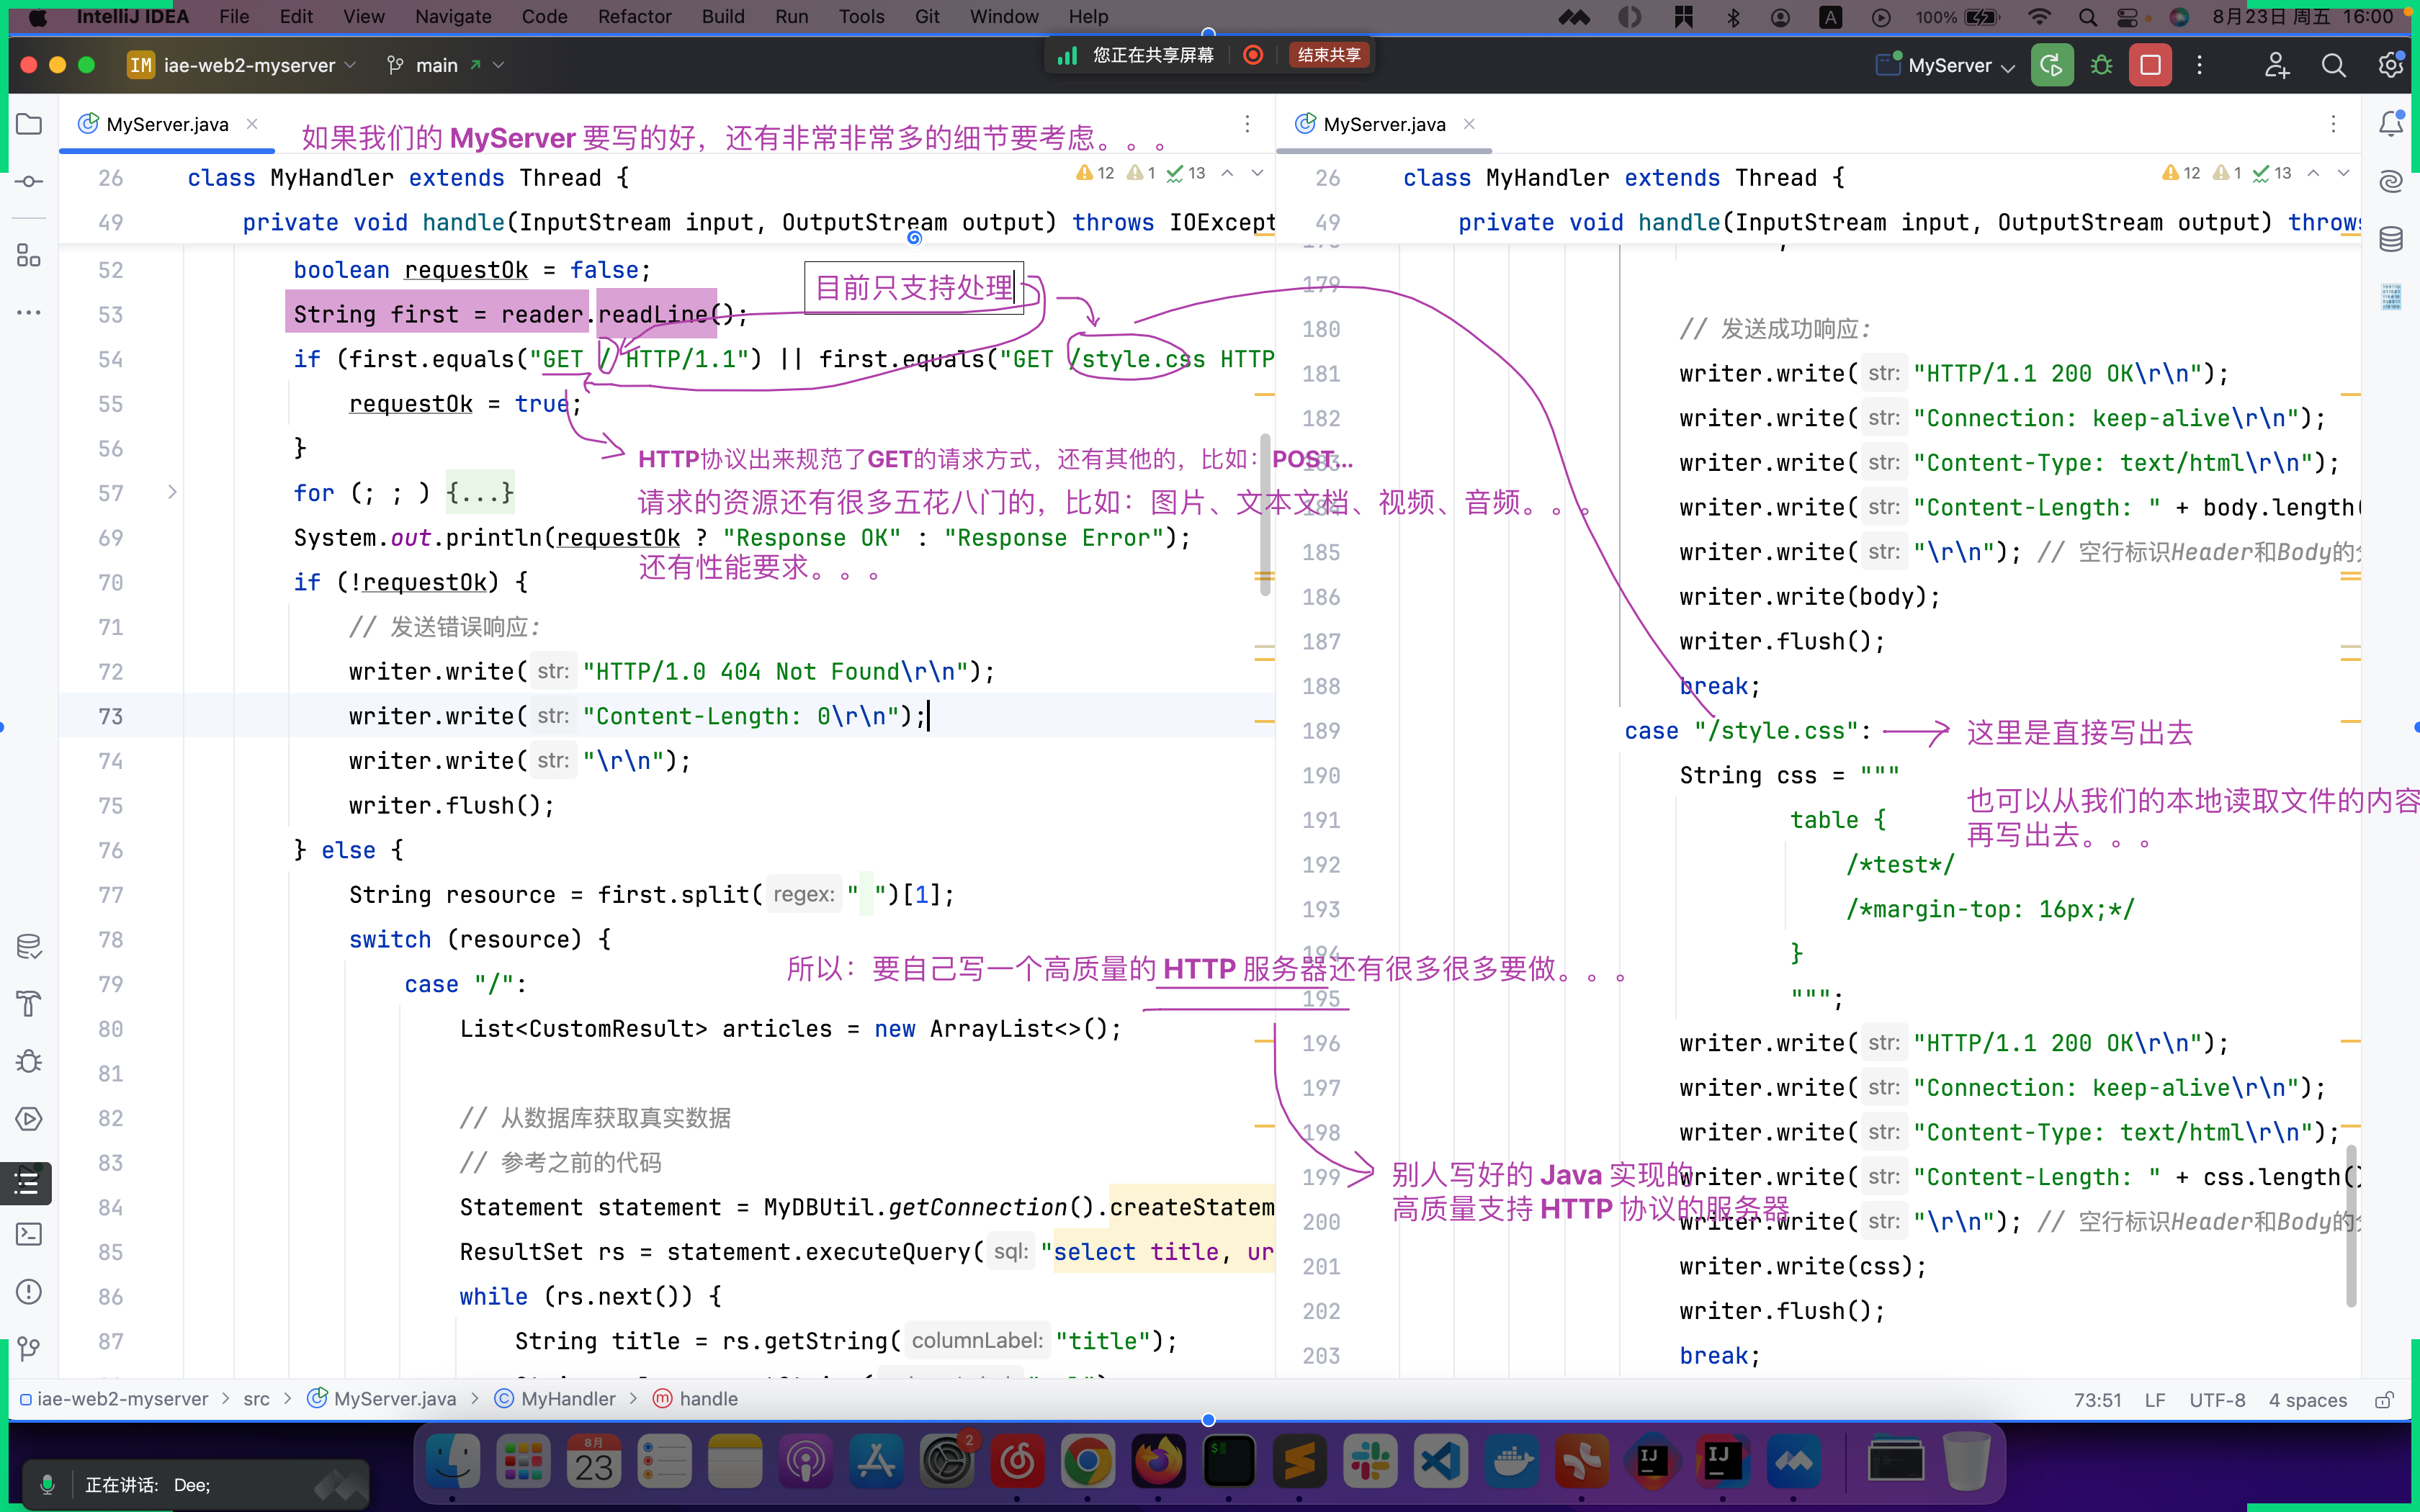 IntelliJ IDEA File Edit View Navigate Code Refactor Build Run Tools Git Window Help
A 100% 8月23日 周五 16:00
IM iae-web2-myserver main
您正在共享屏幕 结束共享
MyServer
MyServer.java
如果我们的 MyServer 要写的好，还有非常非常多的细节要考虑。。。
26 class MyHandler extends Thread {
12 1 13
49 private void handle(InputStream input, OutputStream output) throws IOExcept
52 boolean requestOk = false;
目前只支持处理
53 String first = reader.readLine();
54 if (first.equals("GET / HTTP/1.1") || first.equals("GET /style.css HTTP
55 requestOk = true;
56 }
HTTP协议出来规范了GET的请求方式，还有其他的，比如：POST...
57 for (; ; ) {...}
请求的资源还有很多五花八门的，比如：图片、文本文档、视频、音频。。。
69 System.out.println(requestOk ? "Response OK" : "Response Error");
还有性能要求。。。
70 if (!requestOk) {
71 // 发送错误响应:
72 writer.write( str: "HTTP/1.0 404 Not Found\r\n");
73 writer.write( str: "Content-Length: 0\r\n");
74 writer.write( str: "\r\n");
75 writer.flush();
76 } else {
77 String resource = first.split( regex: " ")[1];
78 switch (resource) {
所以：要自己写一个高质量的 HTTP 服务器还有很多很多要做。。。
79 case "/":
80 List<CustomResult> articles = new ArrayList<>();
81
82 // 从数据库获取真实数据
83 // 参考之前的代码
84 Statement statement = MyDBUtil.getConnection().createStatem
85 ResultSet rs = statement.executeQuery( sql: "select title, ur
86 while (rs.next()) {
87 String title = rs.getString( columnLabel: "title");
MyServer.java
26 class MyHandler extends Thread {
12 1 13
49 private void handle(InputStream input, OutputStream output) throws
179
180 // 发送成功响应:
181 writer.write( str: "HTTP/1.1 200 OK\r\n");
182 writer.write( str: "Connection: keep-alive\r\n");
183 writer.write( str: "Content-Type: text/html\r\n");
184 writer.write( str: "Content-Length: " + body.length(
185 writer.write( str: "\r\n"); // 空行标识Header和Body的
186 writer.write(body);
187 writer.flush();
188 break;
189 case "/style.css":
这里是直接写出去
190 String css = """
也可以从我们的本地读取文件的内容
再写出去。。。
191 table {
192 /*test*/
193 /*margin-top: 16px;*/
194 }
195 """;
196 writer.write( str: "HTTP/1.1 200 OK\r\n");
197 writer.write( str: "Connection: keep-alive\r\n");
198 writer.write( str: "Content-Type: text/html\r\n");
199 writer.write( str: "Content-Length: " + css.length()
别人写好的 Java 实现的
高质量支持 HTTP 协议的服务器
200 writer.write( str: "\r\n"); // 空行标识Header和Body的
201 writer.write(css);
202 writer.flush();
203 break;
iae-web2-myserver src MyServer.java MyHandler handle
73:51 LF UTF-8 4 spaces
8月
23
2
正在讲话: Dee;